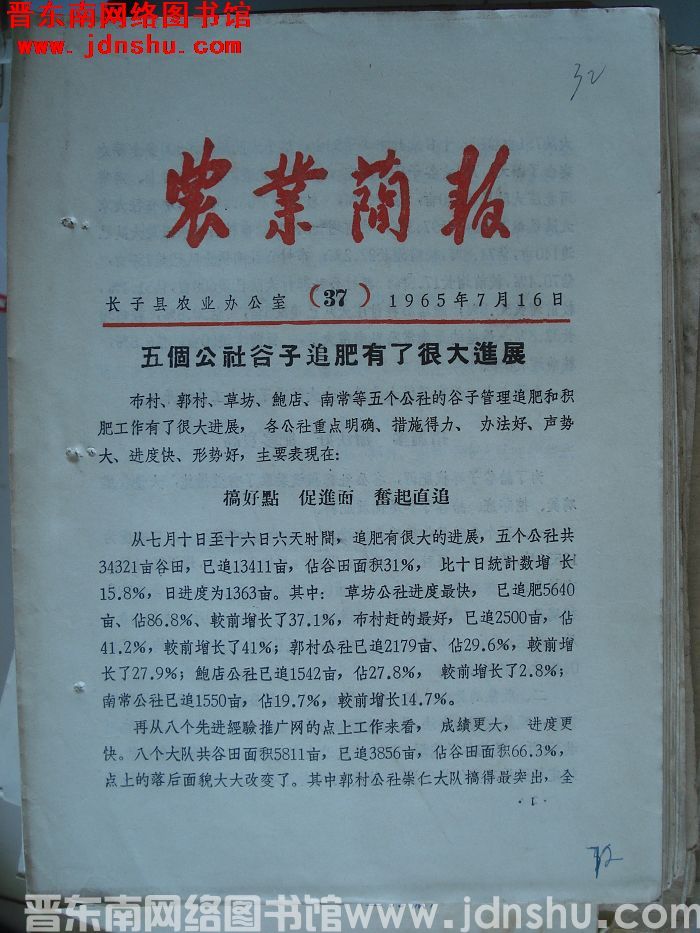 晋东南网络图书馆
www.jdnshu.com
32
农业简报
长子县农业办公室 (37) 1965年7月16日
五個公社谷子追肥有了很大進展
布村、郭村、草坊、鲍店、南常等五个公社的谷子管理追肥和积
肥工作有了很大进展，各公社重点明确、措施得力、办法好、声势
大、进度快、形势好，主要表现在：
搞好點 促進面 奮起直追
从七月十日至十六日六天时間，追肥有很大的进展，五个公社共
34321亩谷田，已追13411亩，佔谷田面积31%，比十日統計数增长
15.8%，日进度为1363亩。其中：草坊公社进度最快，已追肥5640
亩、佔86.8%、較前增长了37.1%，布村赶的最好，已追2500亩，佔
41.2%，較前增长了41%；郭村公社已追2179亩、佔29.6%，較前增
长了27.9%；鲍店公社已追1542亩，佔27.8%，較前增长了2.8%；
南常公社已追1550亩，佔19.7%，較前增长14.7%。
再从八个先进經驗推广网的点上工作来看，成績更大，进度更
快。八个大队共谷田面积5811亩，已追3856亩，佔谷田面积66.3%，
点上的落后面貌大大改变了。其中郭村公社崇仁大队搞得最突出，全
·1·
32
晋东南网络图书馆www.jdnshu.com